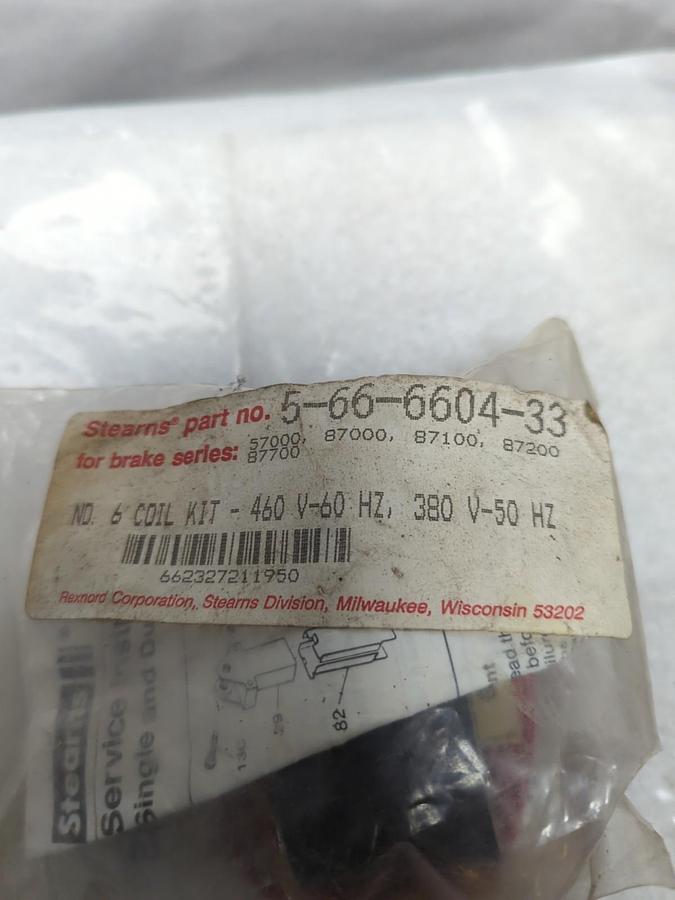 Stearns® part no. 5-66-6604-33
for brake series: 57000, 87000, 87100, 87200
87700
NO. 6 COIL KIT - 460 V-60 HZ, 380 V-50 HZ
662327211950
Rexnord Corporation, Stearns Division, Milwaukee, Wisconsin 53202
Stearns
Service
Single and
13C
29
82